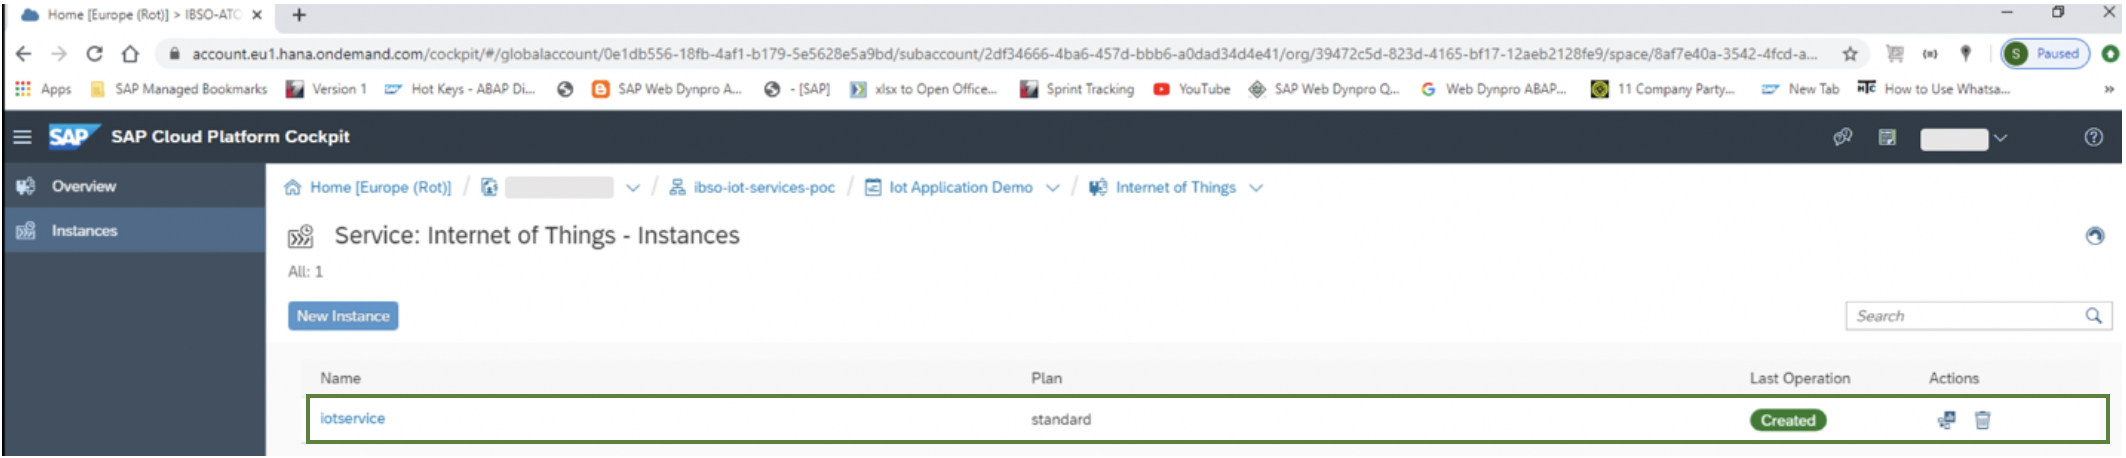 Home [Europe (Rot)] > IBSO-ATC
account.eu1.hana.ondemand.com/cockpit/#/globalaccount/0e1db556-18fb-4af1-b179-5e5628e5a9bd/subaccount/2df34666-4ba6-457d-bbb6-a0dad34d4e41/org/39472c5d-823d-4165-bf17-12aeb2128fe9/space/8af7e40a-3542-4fcd-a... S Paused
Apps SAP Managed Bookmarks Version 1 Hot Keys - ABAP Di... SAP Web Dynpro A... - [SAP] xlsx to Open Office... Sprint Tracking YouTube SAP Web Dynpro Q... Web Dynpro ABAP... 11 Company Party... New Tab How to Use Whatsa... »
SAP SAP Cloud Platform Cockpit
Overview
Instances
Home [Europe (Rot)] / / ibso-iot-services-poc / Iot Application Demo / Internet of Things
Service: Internet of Things - Instances
All: 1
New Instance
Search
Name Plan Last Operation Actions
iotservice standard Created